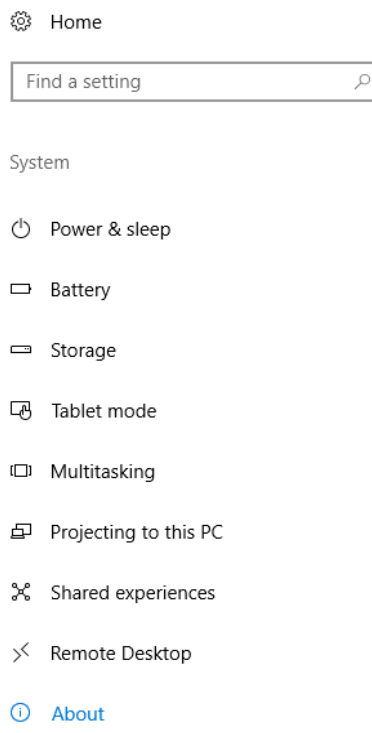 Home
Find a setting
System
Power & sleep
Battery
Storage
Tablet mode
Multitasking
Projecting to this PC
Shared experiences
Remote Desktop
About